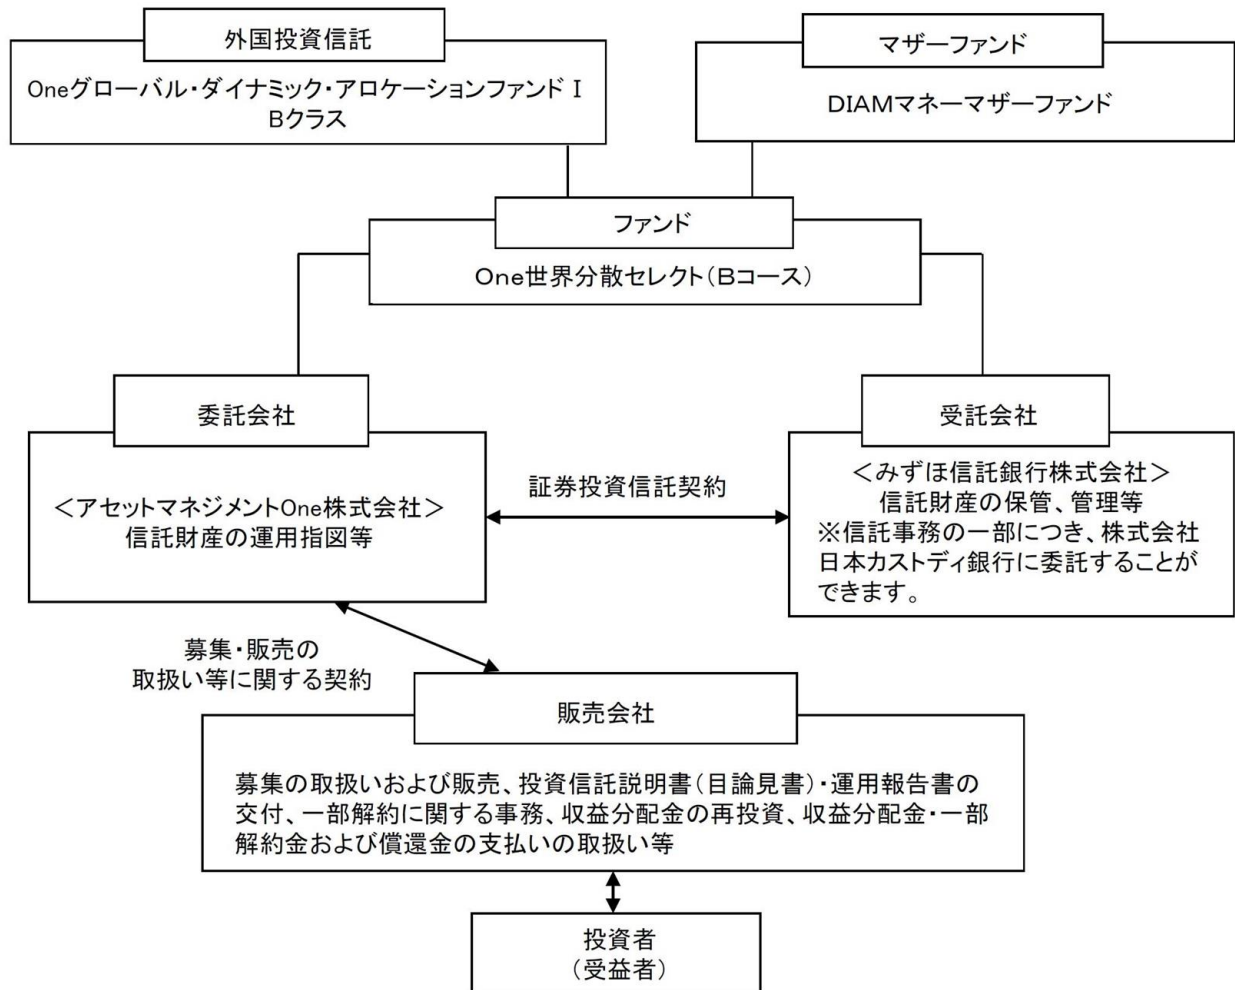 外国投資信託
Oneグローバル・ダイナミック・アロケーションファンドⅠ
Bクラス
マザーファンド
DIAMマネーマザーファンド
ファンド
One世界分散セレクト(Bコース)
委託会社
<アセットマネジメントOne株式会社>
信託財産の運用指図等
証券投資信託契約
受託会社
<みずほ信託銀行株式会社>
信託財産の保管、管理等
※信託事務の一部につき、株式会社
日本カストディ銀行に委託することが
できます。
募集・販売の
取扱い等に関する契約
販売会社
募集の取扱いおよび販売、投資信託説明書(目論見書)・運用報告書の
交付、一部解約に関する事務、収益分配金の再投資、収益分配金・一部
解約金および償還金の支払いの取扱い等
投資者
(受益者)